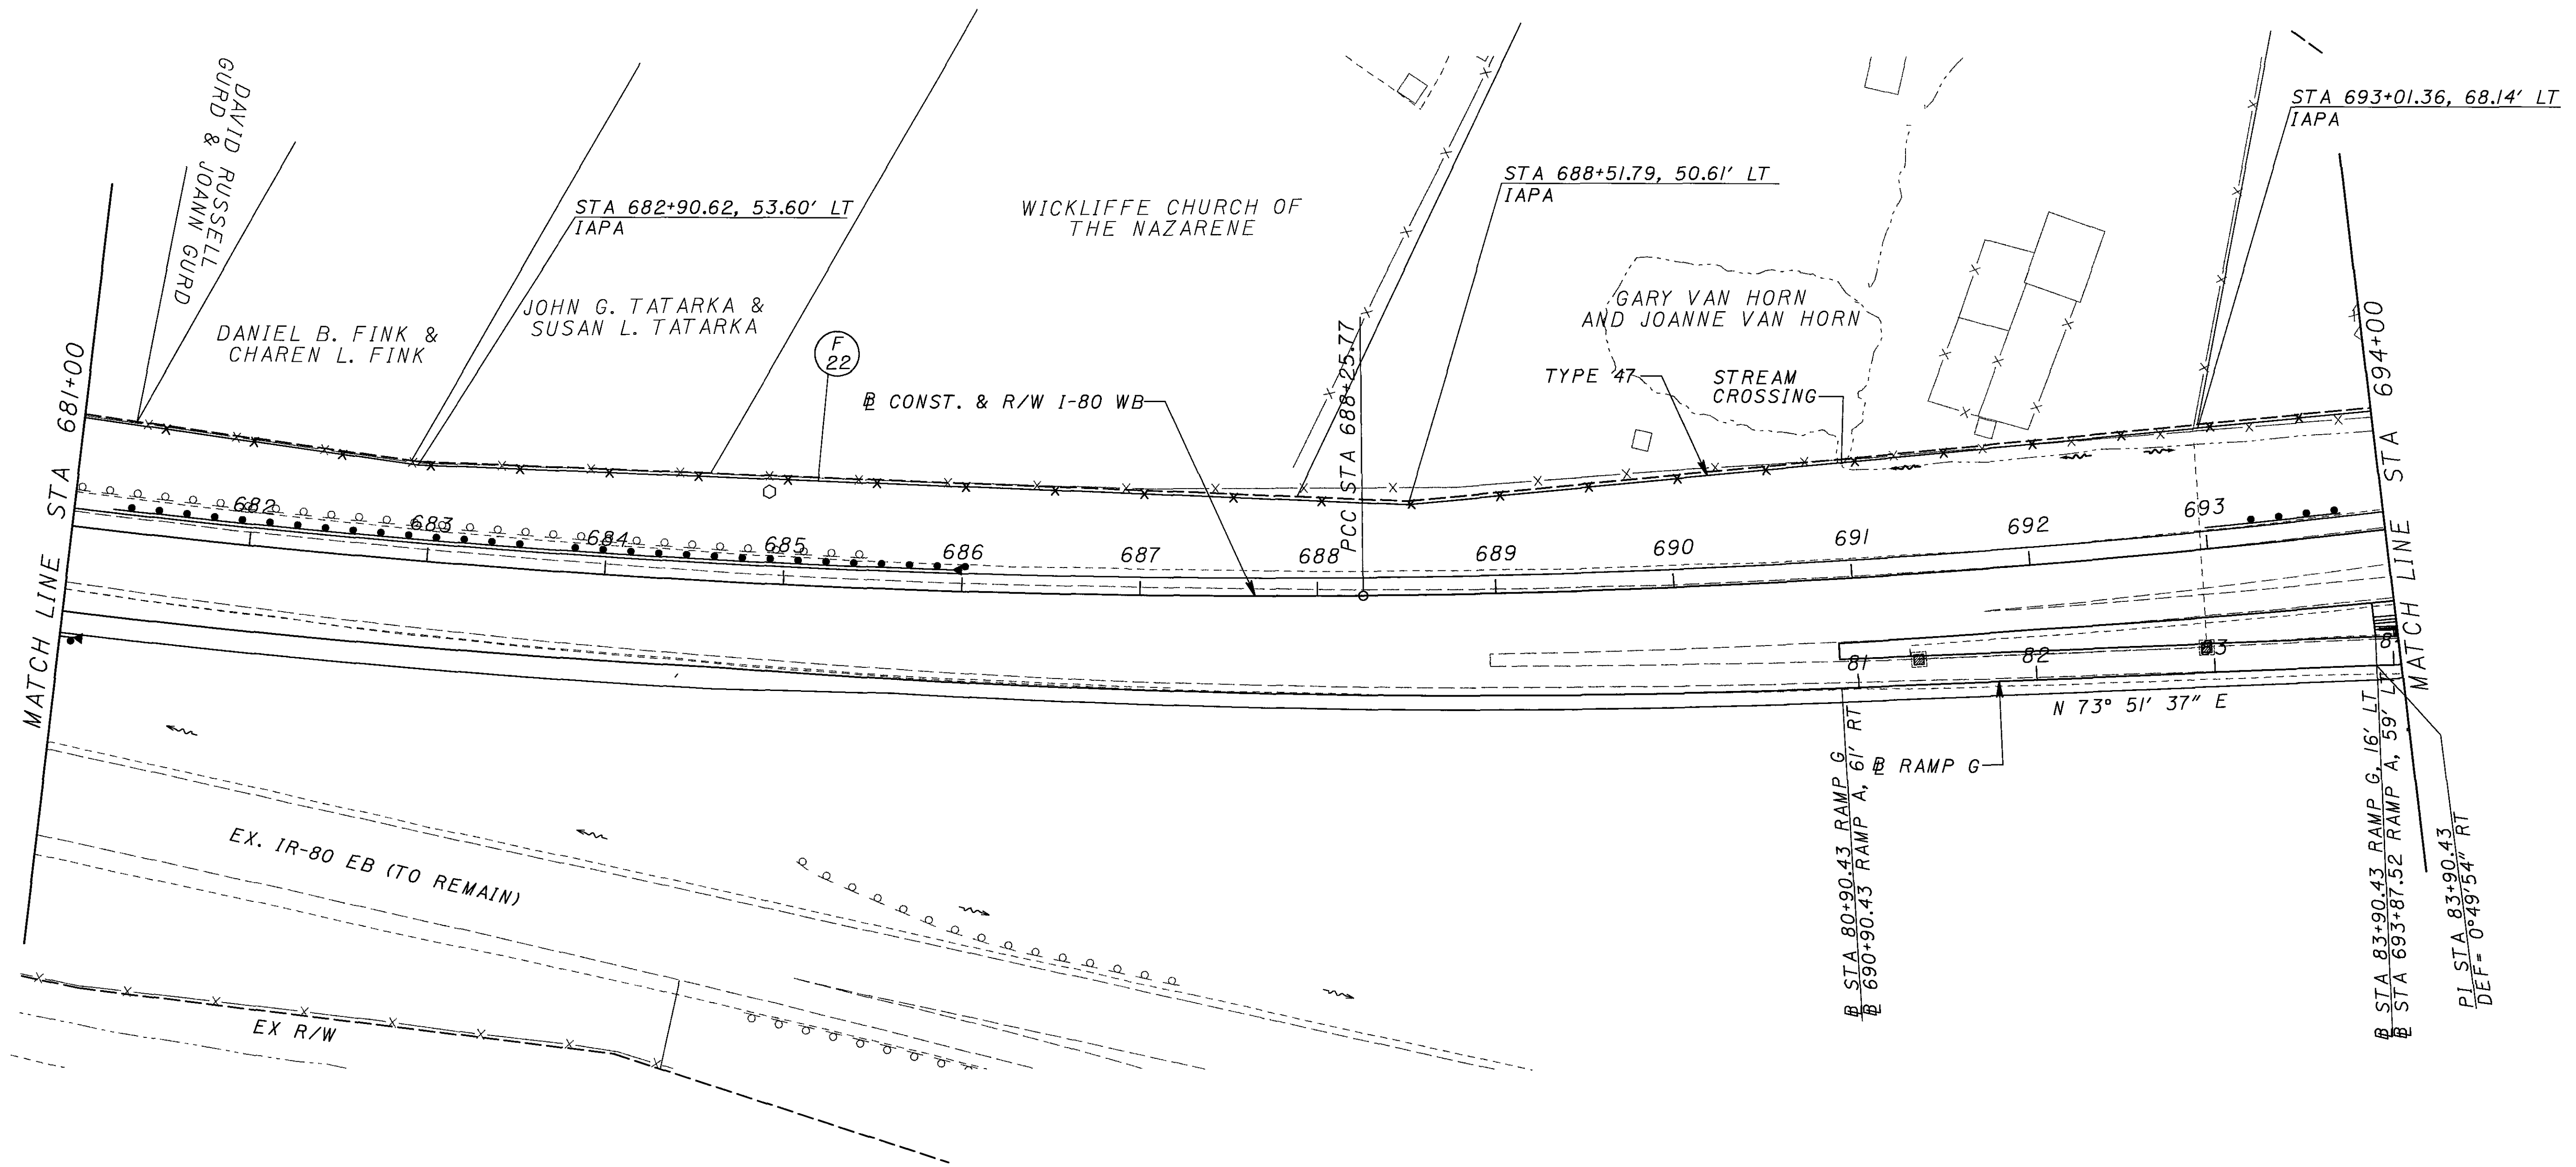 DAVID RUSSELL
GURD & JOANN GURD
DANIEL B. FINK &
CHAREN L. FINK
STA 682+90.62, 53.60' LT
IAPA
JOHN G. TATARKA &
SUSAN L. TATARKA
WICKLIFFE CHURCH OF
THE NAZARENE
STA 688+51.79, 50.61' LT
IAPA
GARY VAN HORN
AND JOANNE VAN HORN
STA 693+01.36, 68.14' LT
IAPA
F
22
℄ CONST. & R/W I-80 WB
PCC STA 688+25.77
TYPE 47
STREAM
CROSSING
MATCH LINE STA 681+00
MATCH LINE STA 694+00
682
683
684
685
686
687
688
689
690
691
692
693
81
82
83
N 73° 51' 37" E
℄ RAMP G
B STA 80+90.43 RAMP G
B 690+90.43 RAMP A, 61' RT
B STA 83+90.43 RAMP G, 16' LT
B STA 693+87.52 RAMP A, 59' LT
PI STA 83+90.43
DEF= 0°49'54" RT
EX. IR-80 EB (TO REMAIN)
EX R/W